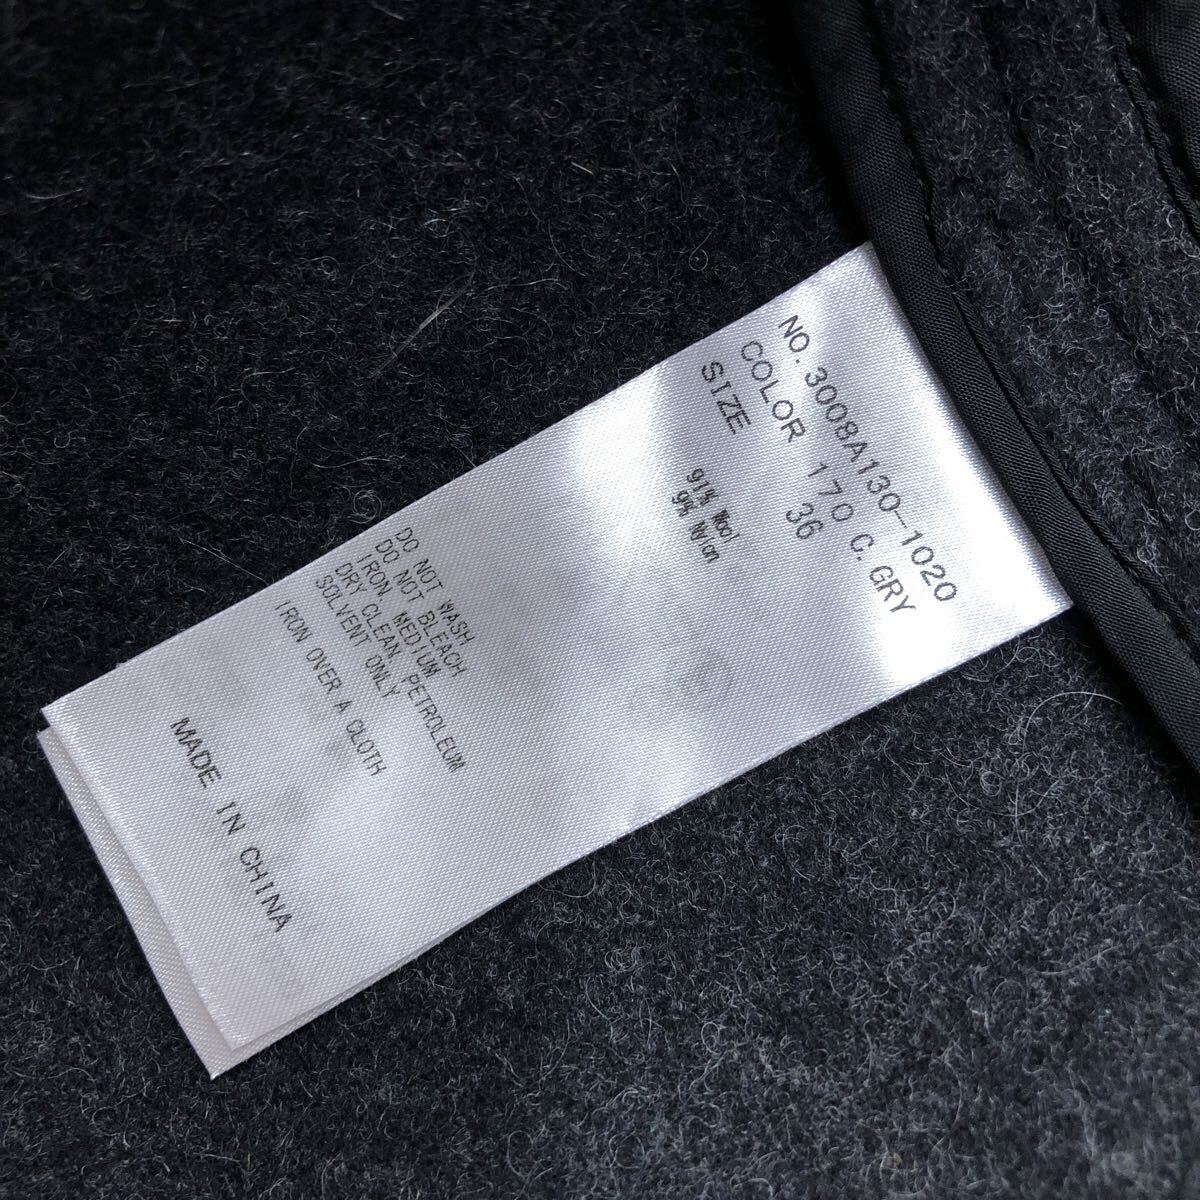 NO. 3008A130-1020
COLOR 170 C. GRY
SIZE 36
91% Wool
9% Nylon
DO NOT WASH
DO NOT BLEACH
IRON MEDIUM
DRY CLEAN, PETROLEUM
SOLVENT ONLY
IRON OVER A CLOTH
MADE IN CHINA